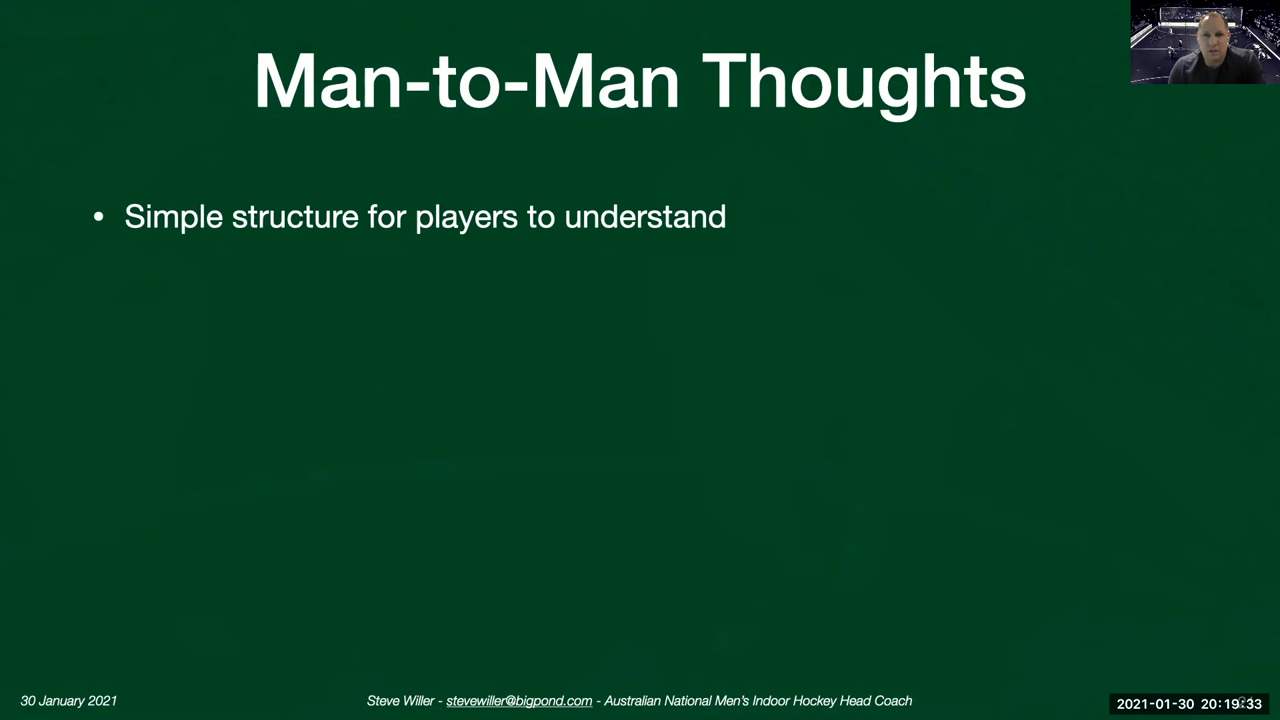 Man-to-Man Thoughts
• Simple structure for players to understand
30 January 2021
Steve Willer - stevewiller@bigpond.com - Australian National Men's Indoor Hockey Head Coach
2021-01-30 20:19:33